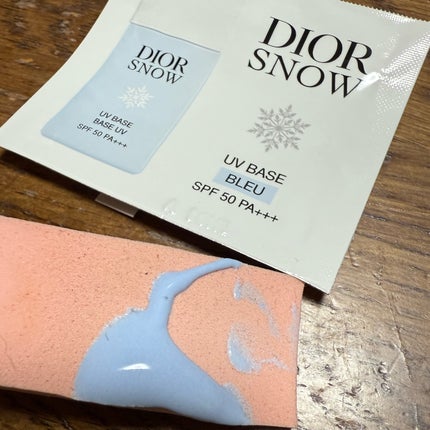 DIOR
SNOW
UV BASE
BASE UV
SPF 50 PA+++
DIOR
SNOW
UV BASE
BLEU
SPF 50 PA+++